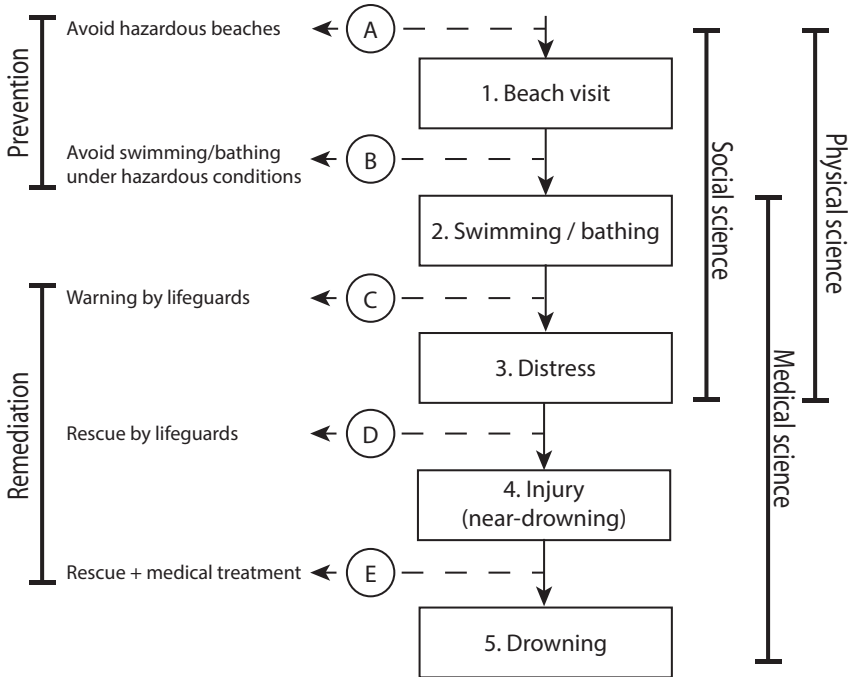 Prevention
Avoid hazardous beaches
A
1. Beach visit
Avoid swimming/bathing
under hazardous conditions
B
2. Swimming / bathing
Social science
Physical science
Remediation
Warning by lifeguards
C
3. Distress
Medical science
Rescue by lifeguards
D
4. Injury
(near-drowning)
Rescue + medical treatment
E
5. Drowning